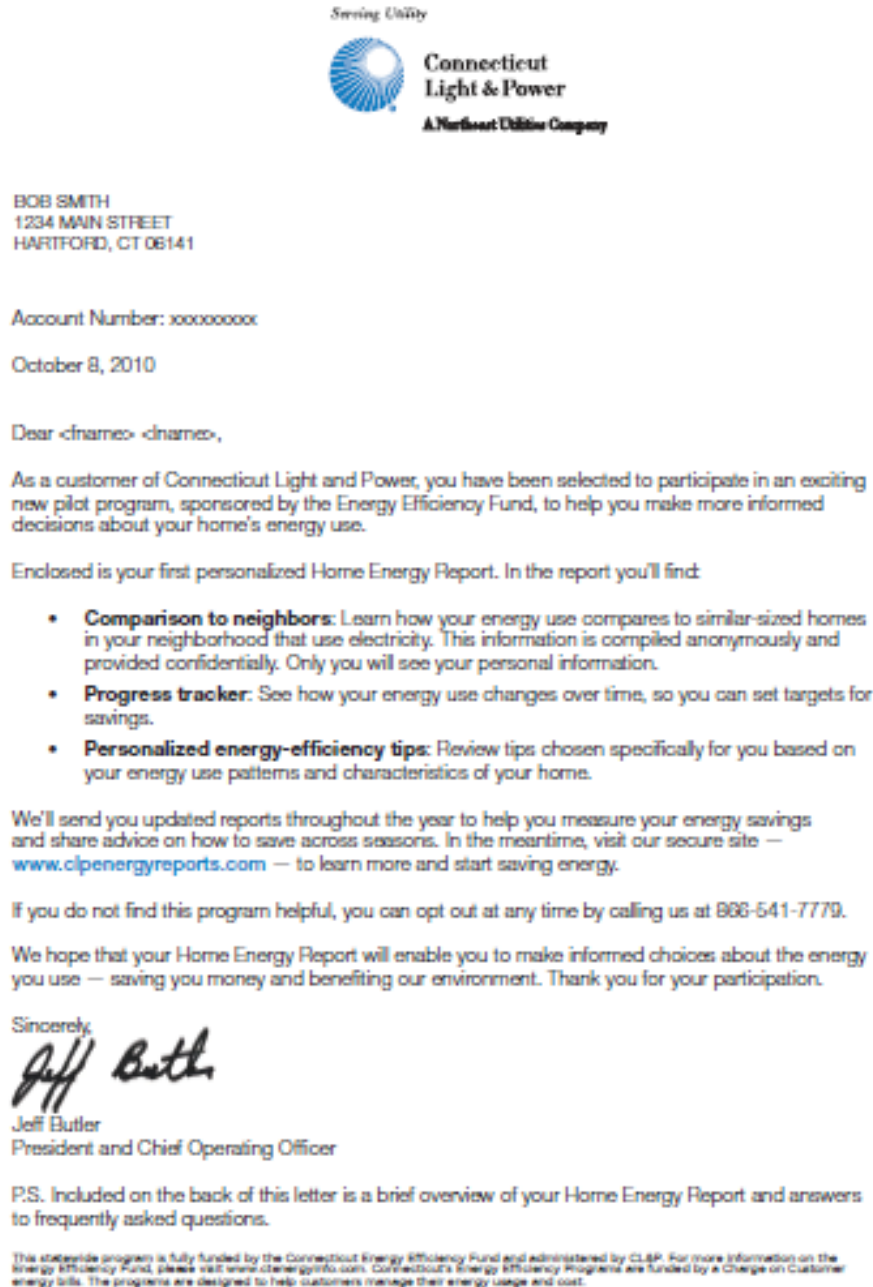 Serving Utility
Connecticut
Light & Power
A Northeast Utilities Company
BOB SMITH
1234 MAIN STREET
HARTFORD, CT 06141
Account Number: xxxxxxxxxx
October 8, 2010
Dear <fname> <lname>,
As a customer of Connecticut Light and Power, you have been selected to participate in an exciting
new pilot program, sponsored by the Energy Efficiency Fund, to help you make more informed
decisions about your home's energy use.
Enclosed is your first personalized Home Energy Report. In the report you'll find:
• Comparison to neighbors: Learn how your energy use compares to similar-sized homes
in your neighborhood that use electricity. This information is compiled anonymously and
provided confidentially. Only you will see your personal information.
• Progress tracker: See how your energy use changes over time, so you can set targets for
savings.
• Personalized energy-efficiency tips: Review tips chosen specifically for you based on
your energy use patterns and characteristics of your home.
We'll send you updated reports throughout the year to help you measure your energy savings
and share advice on how to save across seasons. In the meantime, visit our secure site —
www.clpenergyreports.com — to learn more and start saving energy.
If you do not find this program helpful, you can opt out at any time by calling us at 866-541-7779.
We hope that your Home Energy Report will enable you to make informed choices about the energy
you use — saving you money and benefiting our environment. Thank you for your participation.
Sincerely,
Jeff Butler
Jeff Butler
President and Chief Operating Officer
P.S. Included on the back of this letter is a brief overview of your Home Energy Report and answers
to frequently asked questions.
This statewide program is fully funded by the Connecticut Energy Efficiency Fund and administered by CL&P. For more information on the
Energy Efficiency Fund, please visit www.ctenergyinfo.com. Connecticut's Energy Efficiency Programs are funded by a Charge on Customer
energy bills. The programs are designed to help customers manage their energy usage and cost.